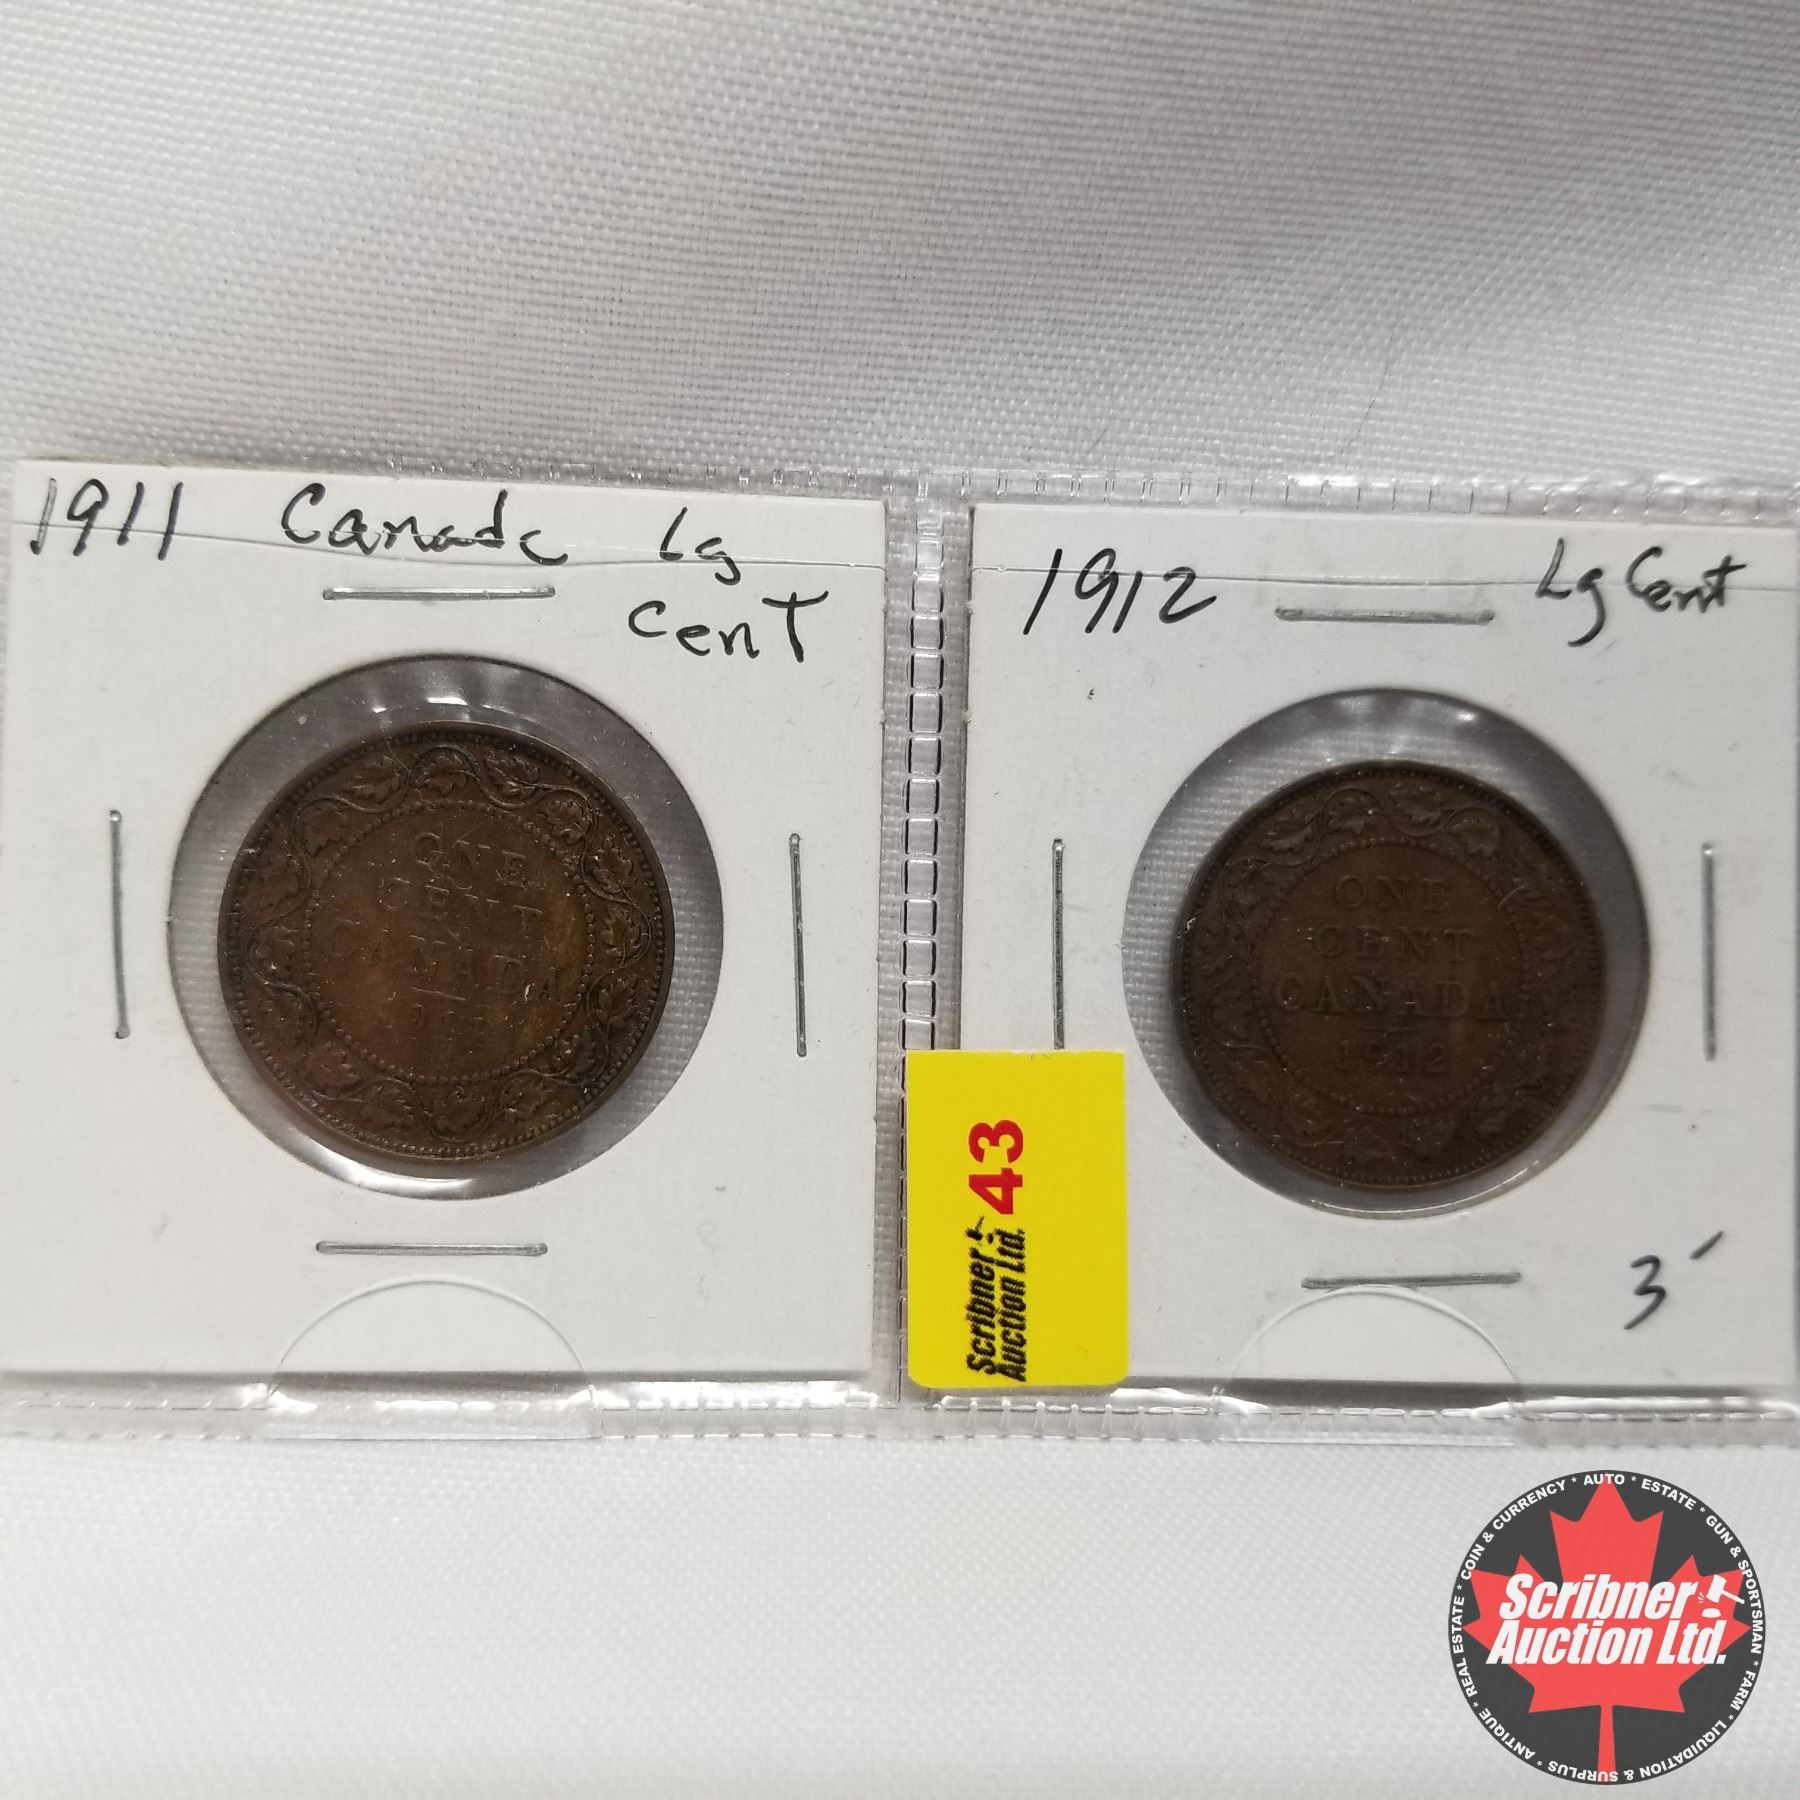 1911 Canada Lg
Cent
ONE
CENT
CANADA
1911
1912 Lg Cent
ONE
CENT
CANADA
1912
3
43
Scribner
Auction Ltd.
COIN & CURRENCY * AUTO * ESTATE * GUN & SPORTSMAN * FARM * LIQUIDATION & SURPLUS * ANTIQUE * REAL ESTATE *
Scribner
Auction Ltd.